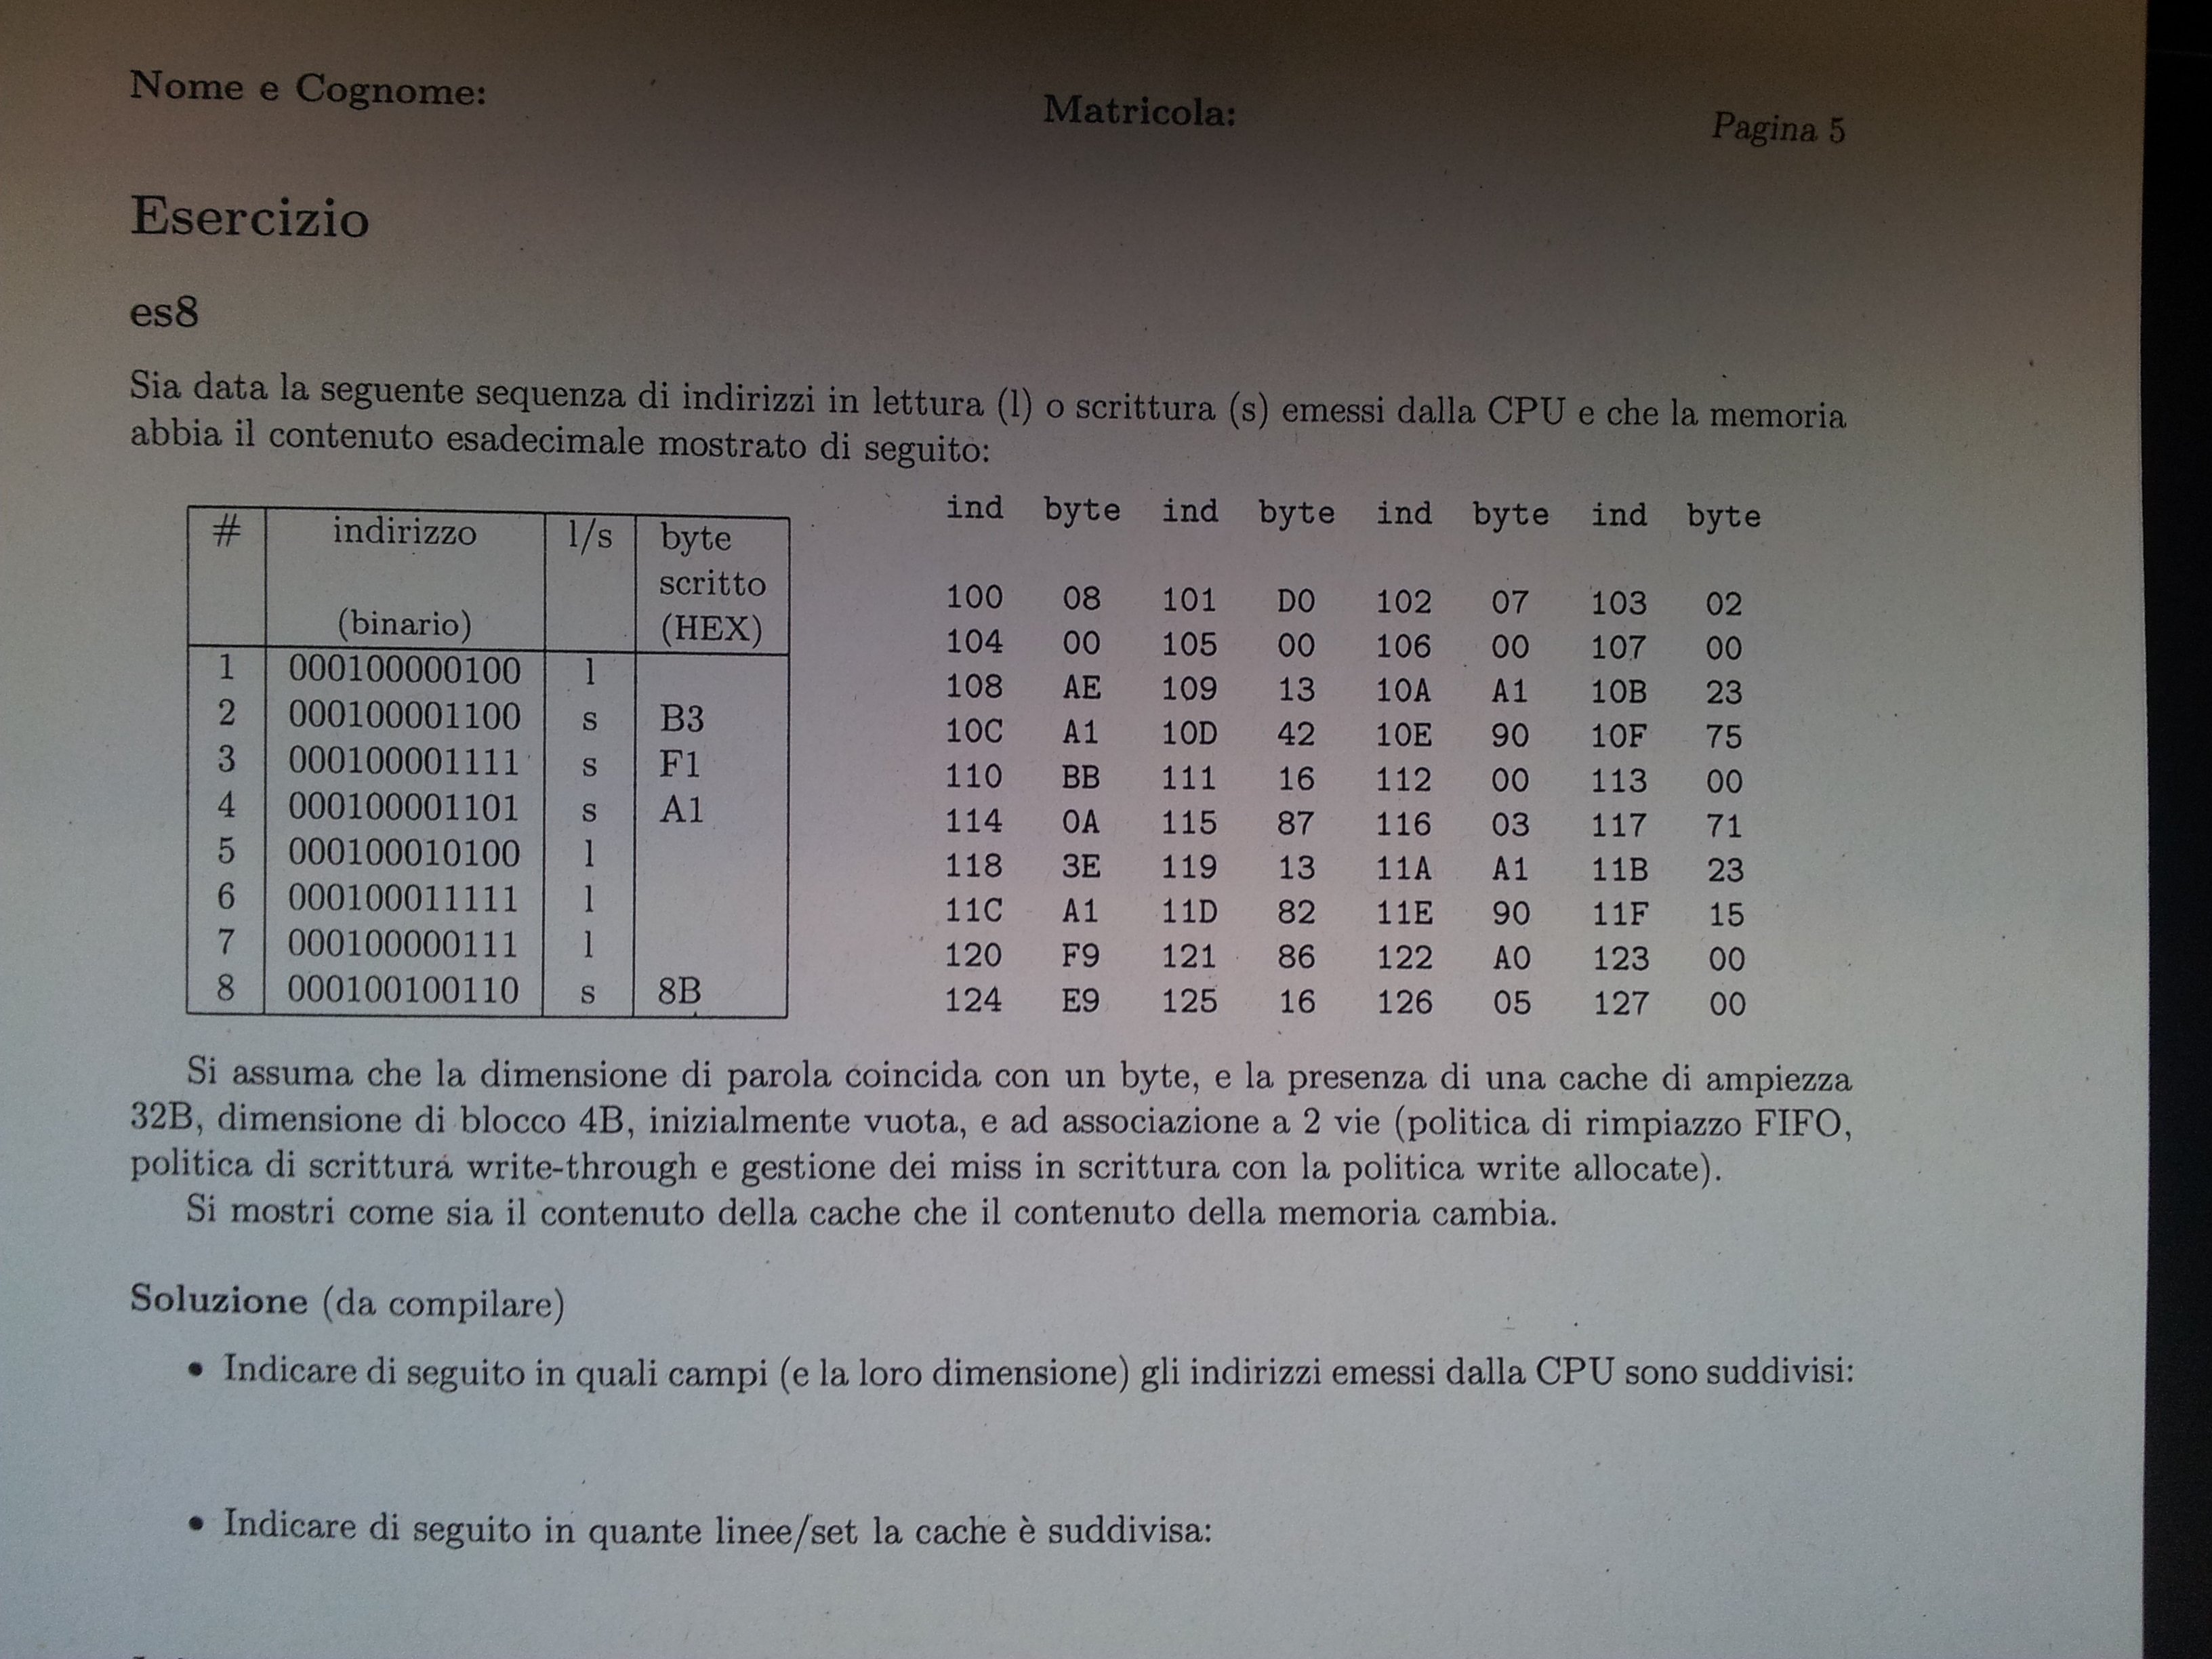 Nome e Cognome: Matricola: Pagina 5
Esercizio
es8
Sia data la seguente sequenza di indirizzi in lettura (l) o scrittura (s) emessi dalla CPU e che la memoria
abbia il contenuto esadecimale mostrato di seguito:
# indirizzo l/s byte
scritto
(binario) (HEX)
1 000100000100 l
2 000100001100 s B3
3 000100001111 s F1
4 000100001101 s A1
5 000100010100 l
6 000100011111 l
7 000100000111 l
8 000100100110 s 8B
ind byte ind byte ind byte ind byte
100 08 101 D0 102 07 103 02
104 00 105 00 106 00 107 00
108 AE 109 13 10A A1 10B 23
10C A1 10D 42 10E 90 10F 75
110 BB 111 16 112 00 113 00
114 0A 115 87 116 03 117 71
118 3E 119 13 11A A1 11B 23
11C A1 11D 82 11E 90 11F 15
120 F9 121 86 122 A0 123 00
124 E9 125 16 126 05 127 00
Si assuma che la dimensione di parola coincida con un byte, e la presenza di una cache di ampiezza
32B, dimensione di blocco 4B, inizialmente vuota, e ad associazione a 2 vie (politica di rimpiazzo FIFO,
politica di scrittura write-through e gestione dei miss in scrittura con la politica write allocate).
Si mostri come sia il contenuto della cache che il contenuto della memoria cambia.
Soluzione (da compilare)
• Indicare di seguito in quali campi (e la loro dimensione) gli indirizzi emessi dalla CPU sono suddivisi:
• Indicare di seguito in quante linee/set la cache è suddivisa: